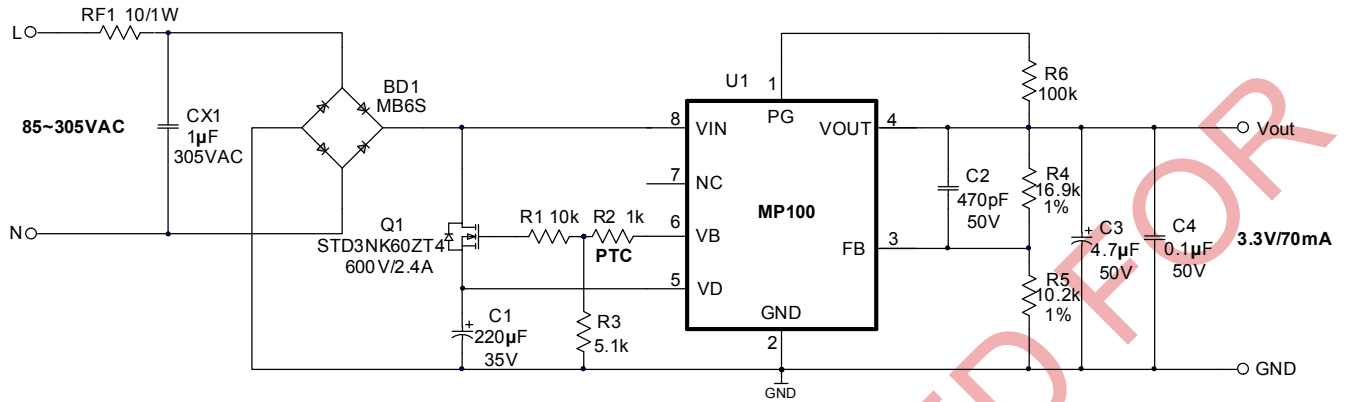 RF1 10/1W
L
CX1
1µF
305VAC
85~305VAC
N
BD1
MB6S
Q1
STD3NK60ZT4
600V/2.4A
R1 10k
R2 1k
PTC
C1
220µF
35V
R3
5.1k
U1
1
PG
8
VIN
VOUT
4
7
NC
MP100
6
VB
FB
3
5
VD
GND
2
GND
R6
100k
C2
470pF
50V
R4
16.9k
1%
R5
10.2k
1%
C3
4.7µF
50V
C4
0.1µF
50V
Vout
3.3V/70mA
GND
D FOR